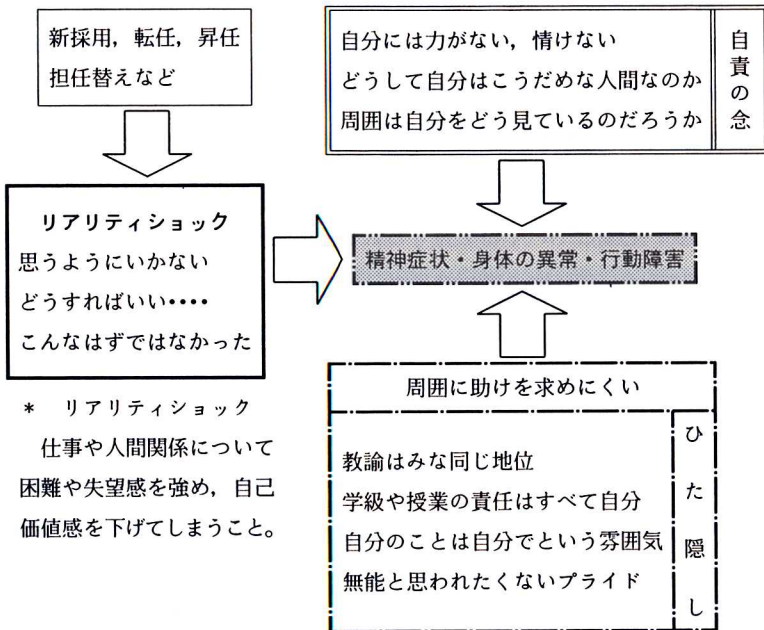 新採用，転任，昇任
担任替えなど
リアリティショック
思うようにいかない
どうすればいい・・・・
こんなはずではなかった
* リアリティショック
仕事や人間関係について
困難や失望感を強め，自己
価値感を下げてしまうこと。
自分には力がない，情けない
どうして自分はこうだめな人間なのか
周囲は自分をどう見ているのだろうか
自責の念
精神症状・身体の異常・行動障害
周囲に助けを求めにくい
教諭はみな同じ地位
学級や授業の責任はすべて自分
自分のことは自分でという雰囲気
無能と思われたくないプライド
ひた隠し